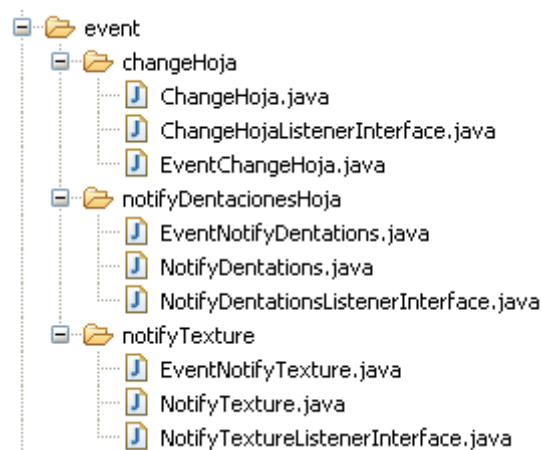 event
changeHoja
ChangeHoja.java
ChangeHojaListenerInterface.java
EventChangeHoja.java
notifyDentacionesHoja
EventNotifyDentations.java
NotifyDentations.java
NotifyDentationsListenerInterface.java
notifyTexture
EventNotifyTexture.java
NotifyTexture.java
NotifyTextureListenerInterface.java